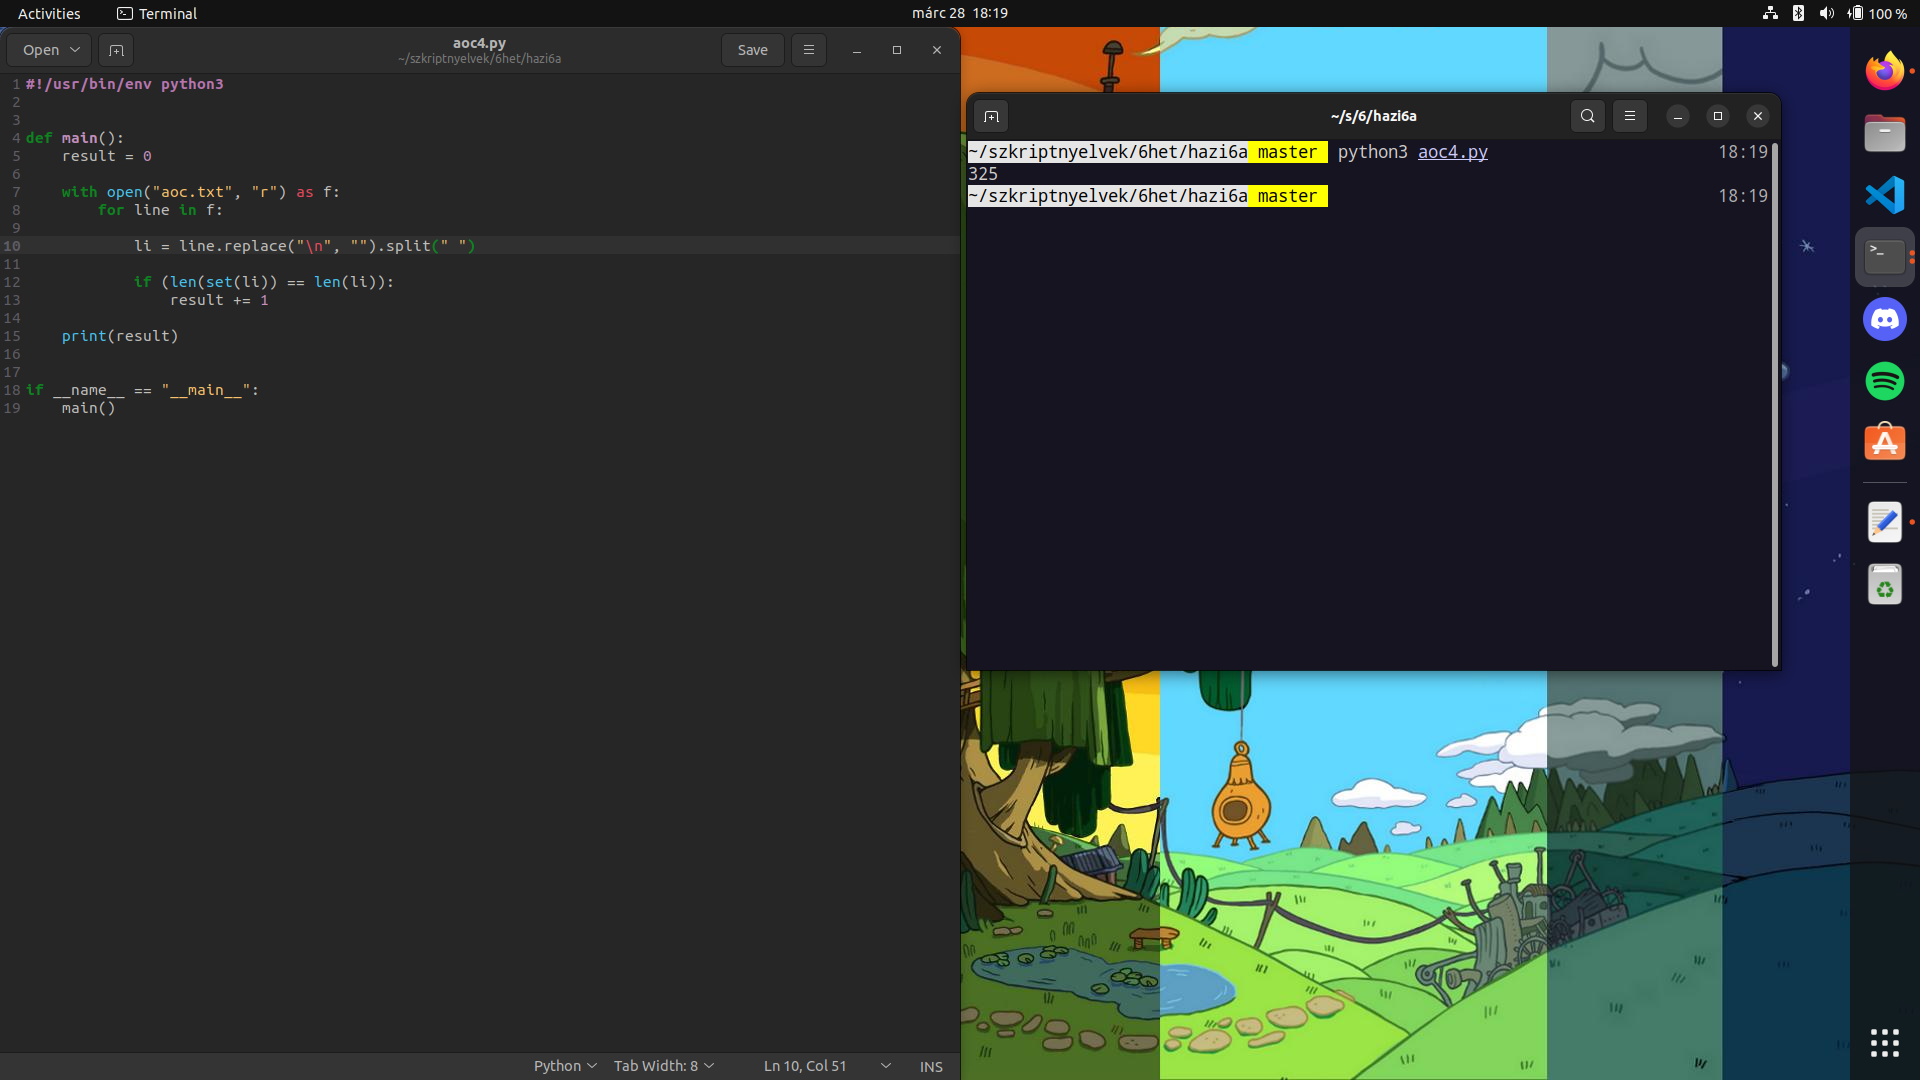 Activities
Terminal
márc 28 18:19
100 %
Open
aoc4.py
~/szkriptnyelvek/6het/hazi6a
Save
1 #!/usr/bin/env python3
2
3
4 def main():
5     result = 0
6
7     with open("aoc.txt", "r") as f:
8         for line in f:
9
10             li = line.replace("\n", "").split(" ")
11
12             if (len(set(li)) == len(li)):
13                 result += 1
14
15     print(result)
16
17
18 if __name__ == "__main__":
19     main()
Python
Tab Width: 8
Ln 10, Col 51
INS
~/s/6/hazi6a
~/szkriptnyelvek/6het/hazi6a master python3 aoc4.py 18:19
325
~/szkriptnyelvek/6het/hazi6a master 18:19